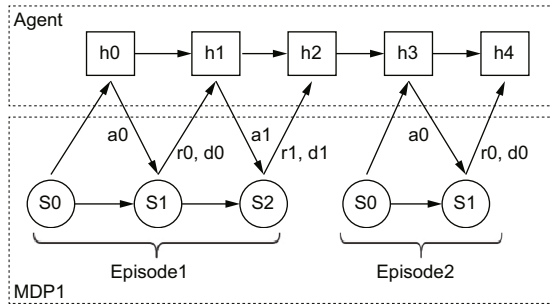 Agent
h0
h1
h2
h3
h4
a0
r0, d0
a1
r1, d1
a0
r0, d0
S0
S1
S2
S0
S1
Episode1
Episode2
MDP1